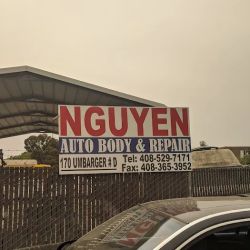 NGUYEN
AUTO BODY & REPAIR
170 UMBARGER # D
Tel: 408-529-7171
Fax: 408-365-3952